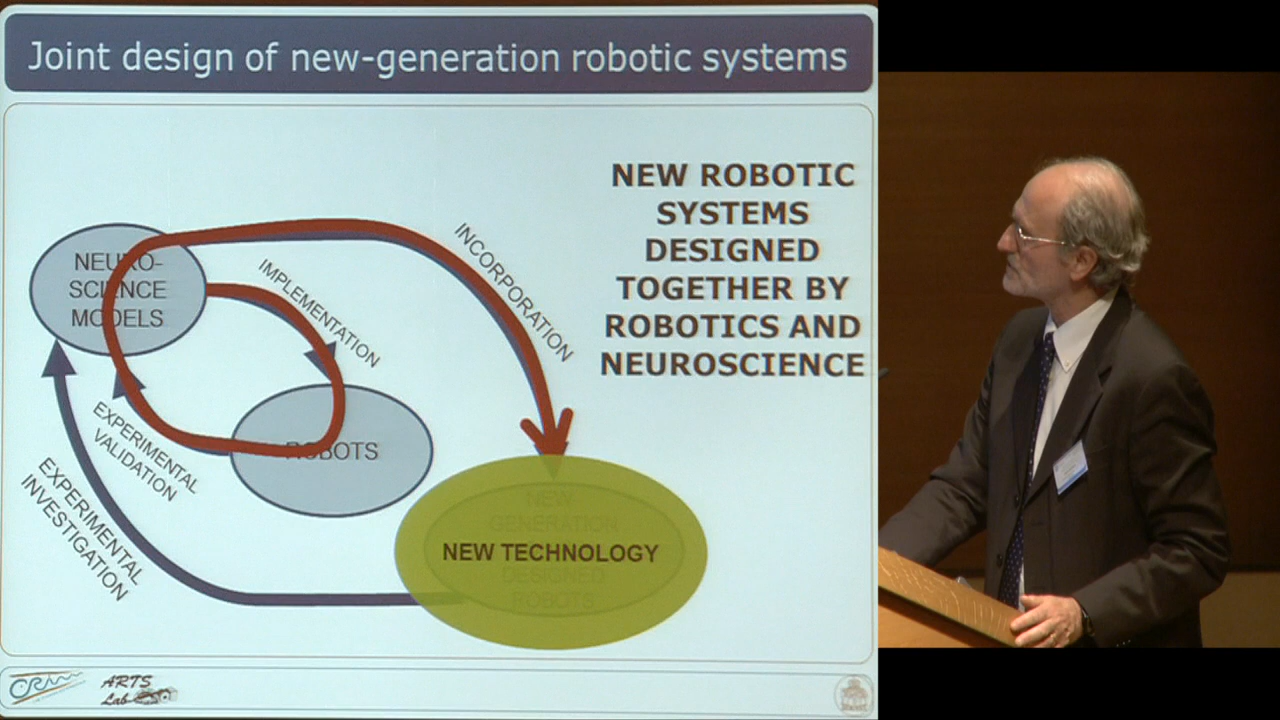 Joint design of new-generation robotic systems
NEW ROBOTIC
SYSTEMS
DESIGNED
TOGETHER BY
ROBOTICS AND
NEUROSCIENCE
NEURO-
SCIENCE
MODELS
INCORPORATION
IMPLEMENTATION
EXPERIMENTAL
VALIDATION
ROBOTS
EXPERIMENTAL
INVESTIGATION
NEW
GENERATION
NEW TECHNOLOGY
DESIGNED
ROBOTS
CRIM
ARTS
Lab